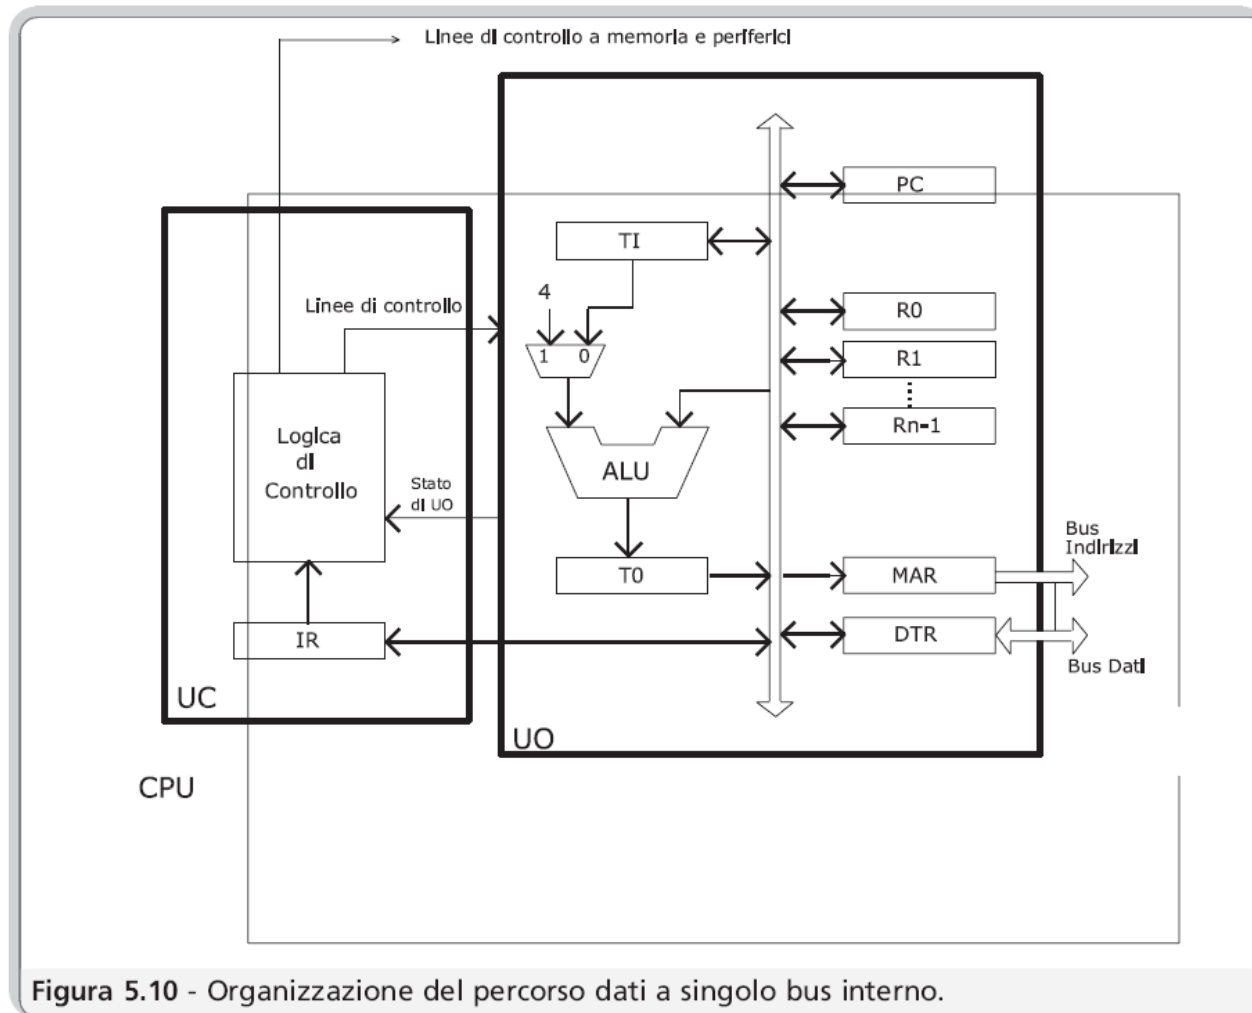 Linee di controllo a memoria e periferici
PC
TI
4
Linee di controllo
R0
1 0
R1
Rn-1
Logica
di
Controllo
ALU
Stato
di UO
Bus
Indirizzi
T0
MAR
IR
DTR
Bus Dati
UC
UO
CPU
Figura 5.10 - Organizzazione del percorso dati a singolo bus interno.